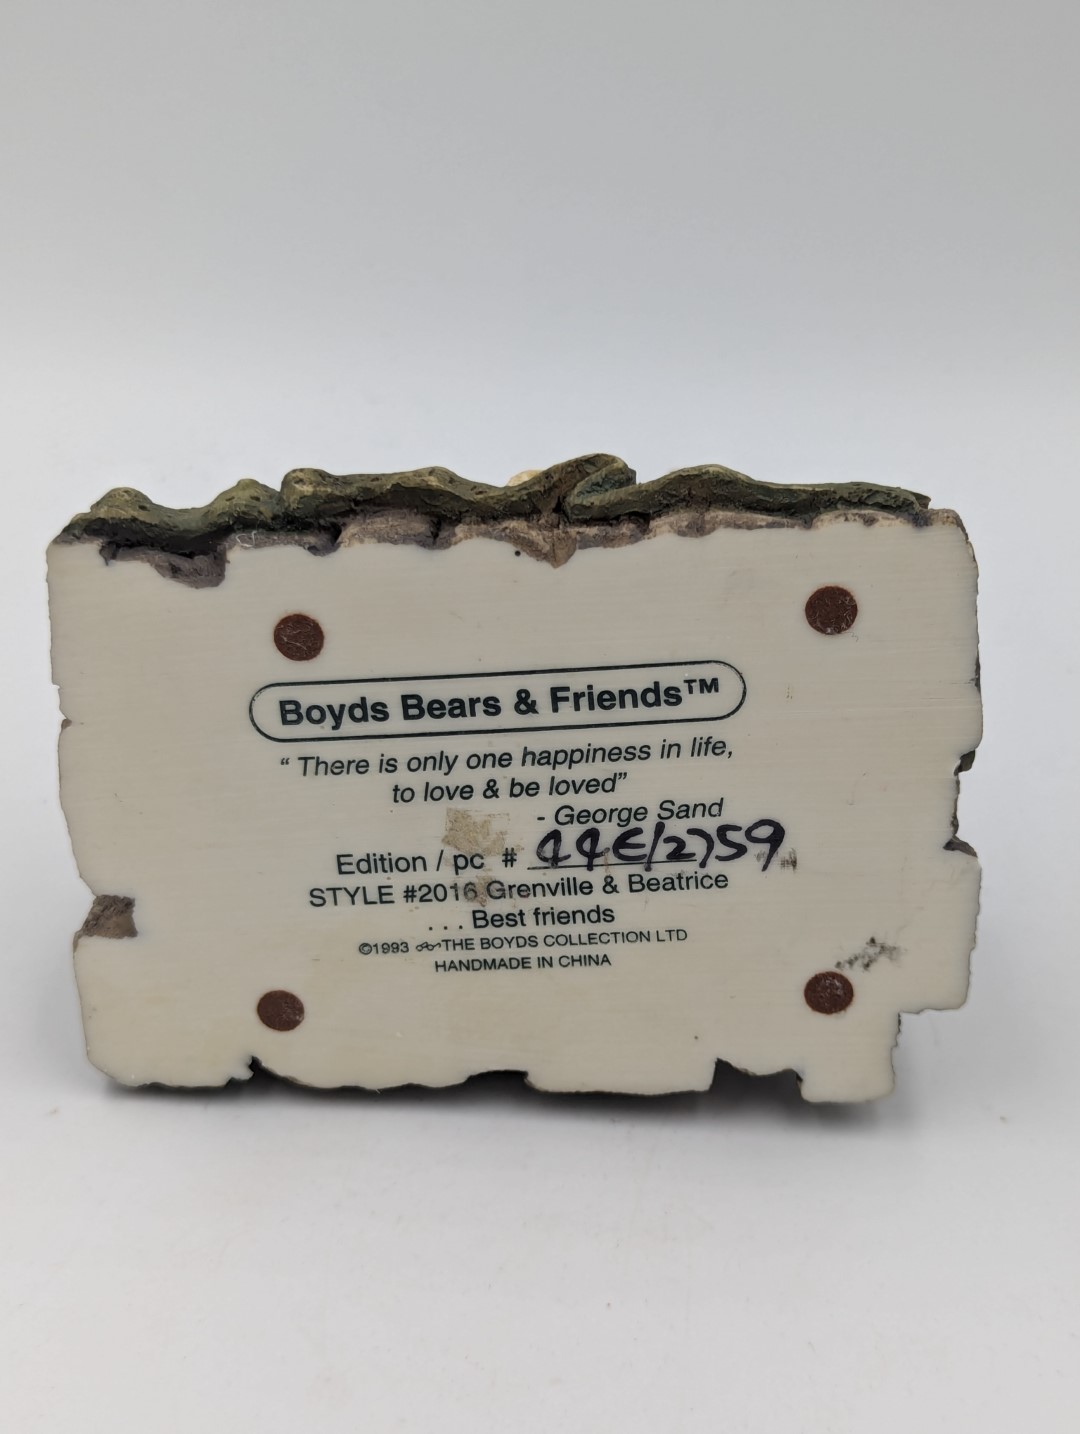 Boyds Bears & Friends™
“ There is only one happiness in life,
to love & be loved”
- George Sand
Edition / pc # 44E/2759
STYLE #2016 Grenville & Beatrice
. . . Best friends
©1993 THE BOYDS COLLECTION LTD
HANDMADE IN CHINA